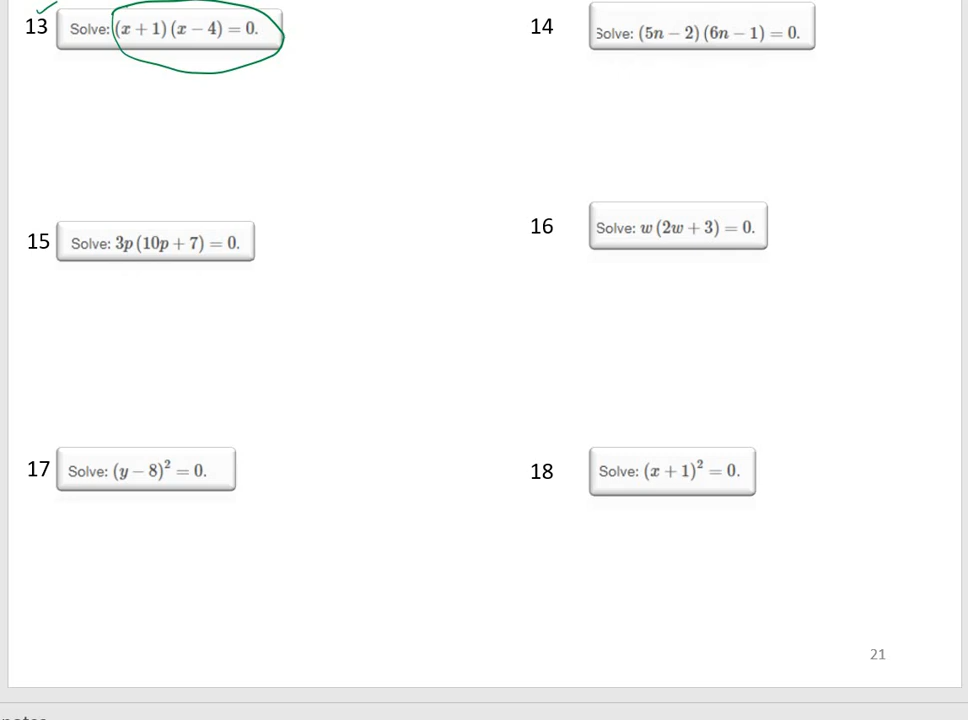 13 Solve: (x + 1) (x − 4) = 0.
14 Solve: (5n − 2) (6n − 1) = 0.
15 Solve: 3p (10p + 7) = 0.
16 Solve: w (2w + 3) = 0.
17 Solve: (y − 8)² = 0.
18 Solve: (x + 1)² = 0.
21